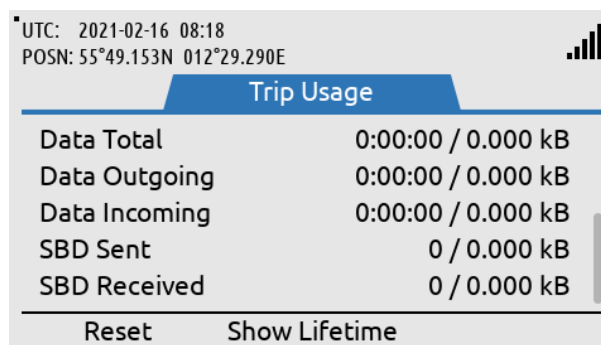 UTC: 2021-02-16 08:18
POSN: 55°49.153N 012°29.290E
Trip Usage
Data Total 0:00:00 / 0.000 kB
Data Outgoing 0:00:00 / 0.000 kB
Data Incoming 0:00:00 / 0.000 kB
SBD Sent 0 / 0.000 kB
SBD Received 0 / 0.000 kB
Reset Show Lifetime